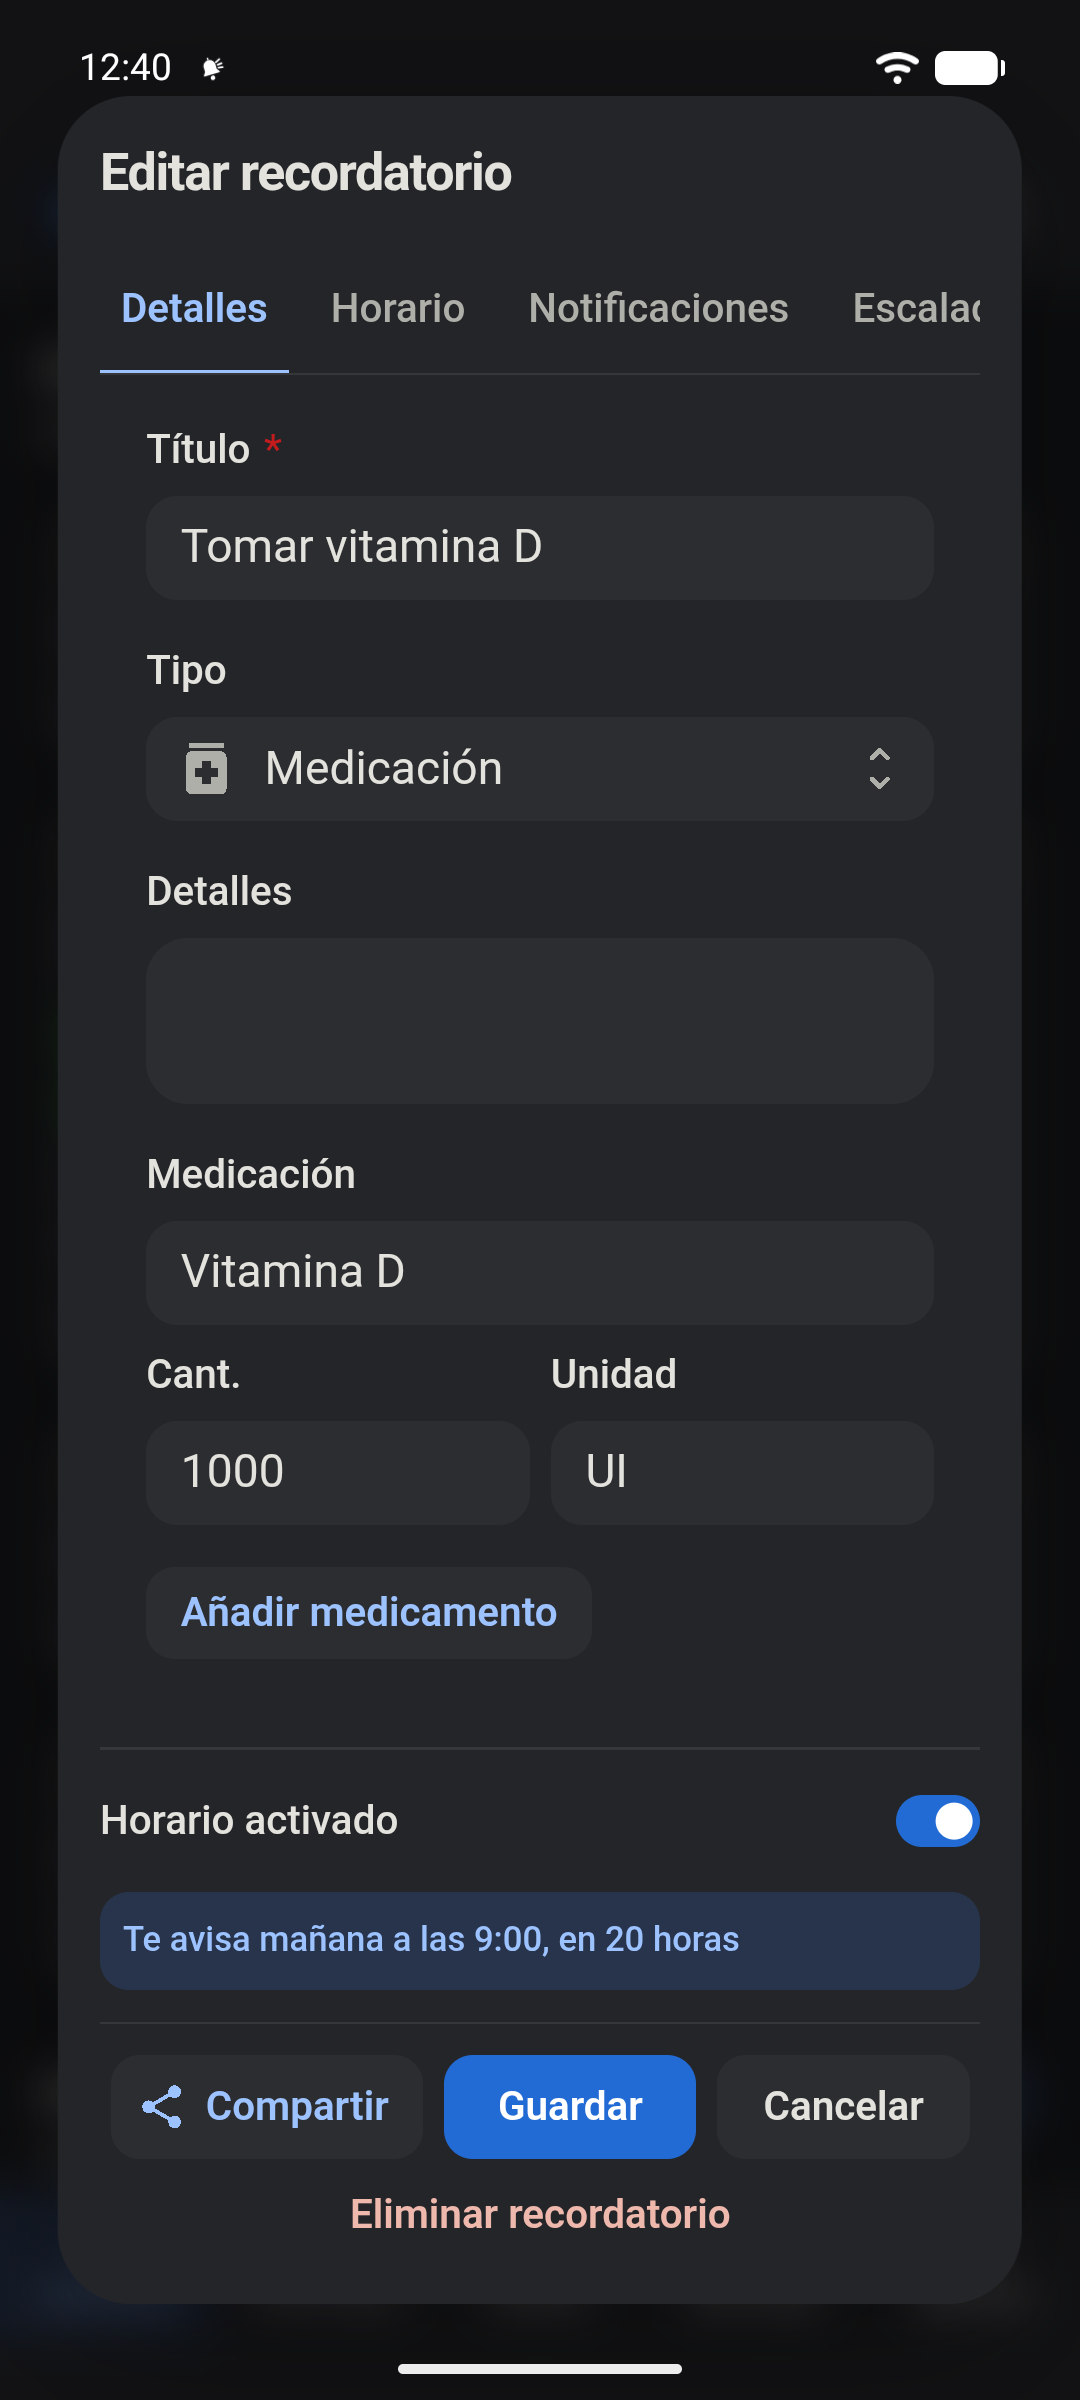 12:40
Editar recordatorio
Detalles Horario Notificaciones Escalac
Título *
Tomar vitamina D
Tipo
Medicación
Detalles
Medicación
Vitamina D
Cant. Unidad
1000 UI
Añadir medicamento
Horario activado
Te avisa mañana a las 9:00, en 20 horas
Compartir Guardar Cancelar
Eliminar recordatorio